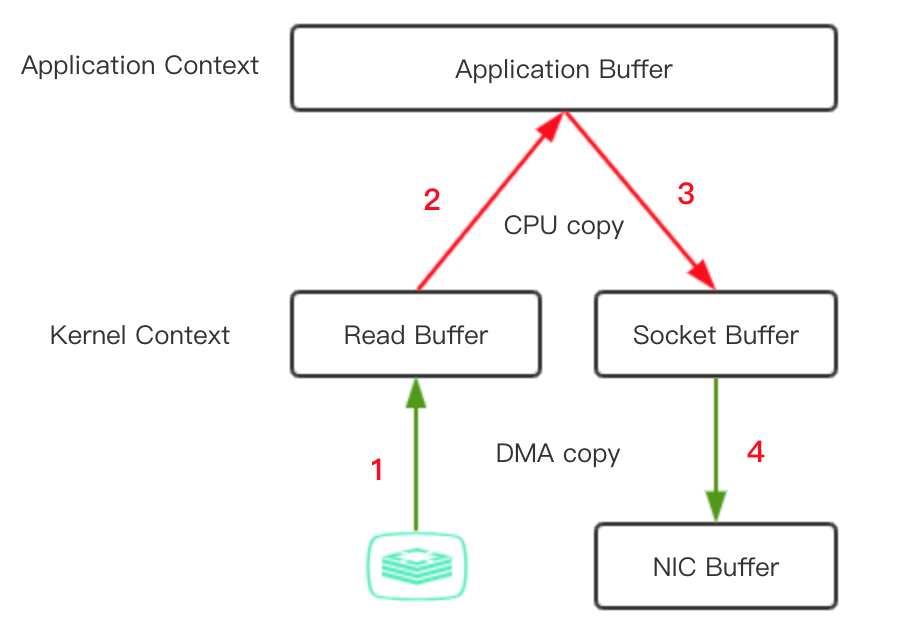 Application Context
Application Buffer
2
3
CPU copy
Kernel Context
Read Buffer
Socket Buffer
1
DMA copy
4
NIC Buffer